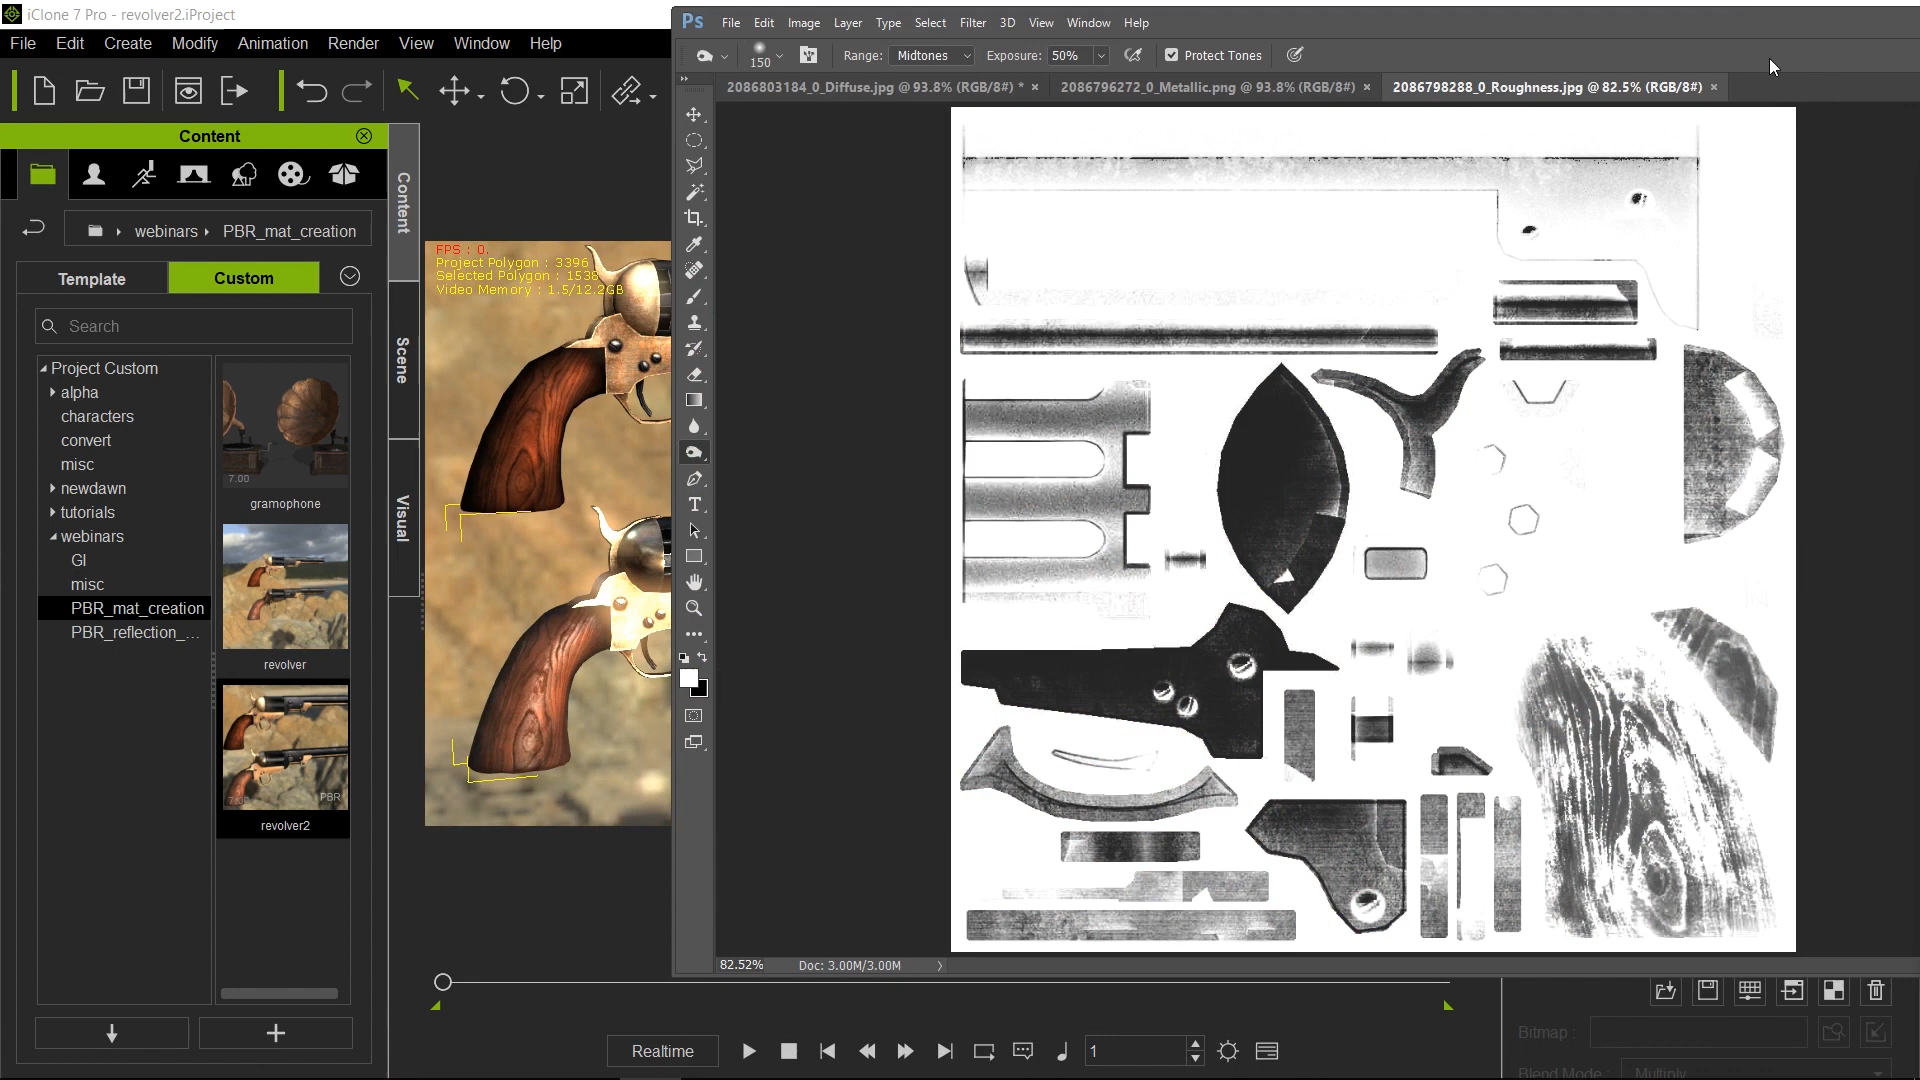 iClone 7 Pro - revolver2.iProject
File Edit Create Modify Animation Render View Window Help
Ps File Edit Image Layer Type Select Filter 3D View Window Help
150 Range: Midtones Exposure: 50% Protect Tones
2086803184_0_Diffuse.jpg @ 93.8% (RGB/8#) * × 2086796272_0_Metallic.png @ 93.8% (RGB/8#) × 2086798288_0_Roughness.jpg @ 82.5% (RGB/8#) ×
Content
webinars PBR_mat_creation
Template Custom
Search
Project Custom
alpha
characters
convert
misc
newdawn
tutorials
webinars
GI
misc
PBR_mat_creation
PBR_reflection_...
7.00
gramophone
revolver
7.00 PBR
revolver2
Content
Scene
Visual
FPS : 0.
Project Polygon : 3396
Selected Polygon : 1538
Video Memory : 1.5/12.2GB
T
82.52% Doc: 3.00M/3.00M
Realtime 1
Bitmap :
Blend Mode : Multiply